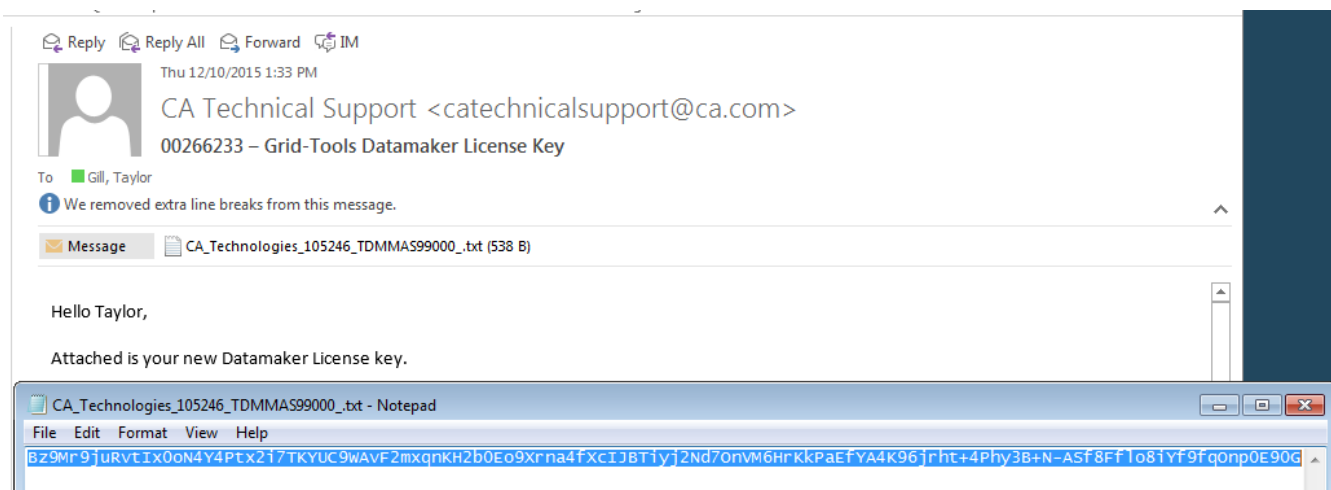 Reply Reply All Forward IM
Thu 12/10/2015 1:33 PM
CA Technical Support <catechnicalsupport@ca.com>
00266233 – Grid-Tools Datamaker License Key
To Gill, Taylor
We removed extra line breaks from this message.
Message CA_Technologies_105246_TDMMAS99000_.txt (538 B)
Hello Taylor,
Attached is your new Datamaker License key.
CA_Technologies_105246_TDMMAS99000_.txt - Notepad
File Edit Format View Help